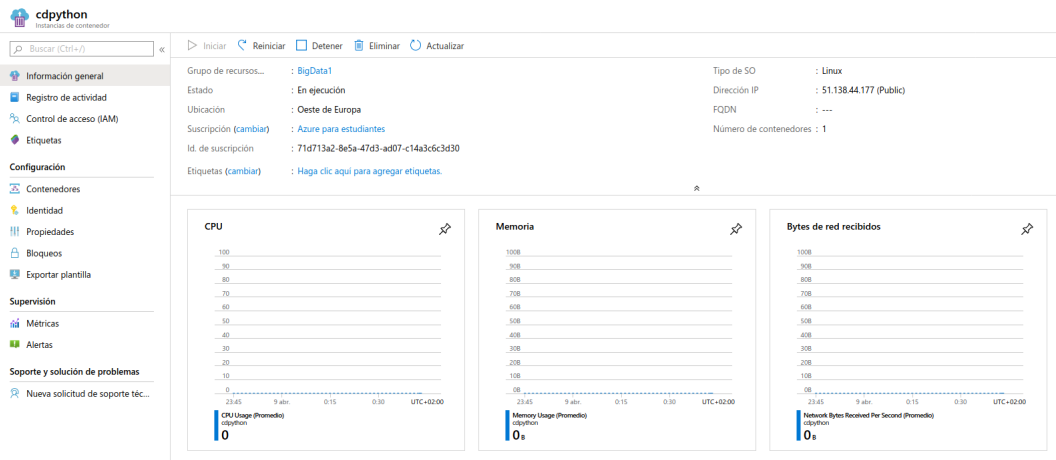 cdpython
Instancias de contenedor
Buscar (Ctrl+/)
«
Información general
Registro de actividad
Control de acceso (IAM)
Etiquetas
Configuración
Contenedores
Identidad
Propiedades
Bloqueos
Exportar plantilla
Supervisión
Métricas
Alertas
Soporte y solución de problemas
Nueva solicitud de soporte téc...
Iniciar Reiniciar Detener Eliminar Actualizar
Grupo de recursos... : BigData1
Estado : En ejecución
Ubicación : Oeste de Europa
Suscripción (cambiar) : Azure para estudiantes
Id. de suscripción : 71d713a2-8e5a-47d3-ad07-c14a3c6c3d30
Etiquetas (cambiar) : Haga clic aquí para agregar etiquetas.
Tipo de SO : Linux
Dirección IP : 51.138.44.177 (Public)
FQDN : ---
Número de contenedores : 1
CPU
100
90
80
70
60
50
40
30
20
10
0
23:45 9 abr. 0:15 0:30 UTC+02:00
CPU Usage (Promedio)
cdpython
0
Memoria
100B
90B
80B
70B
60B
50B
40B
30B
20B
10B
0B
23:45 9 abr. 0:15 0:30 UTC+02:00
Memory Usage (Promedio)
cdpython
0 B
Bytes de red recibidos
100B
90B
80B
70B
60B
50B
40B
30B
20B
10B
0B
23:45 9 abr. 0:15 0:30 UTC+02:00
Network Bytes Received Per Second (Promedio)
cdpython
0 B